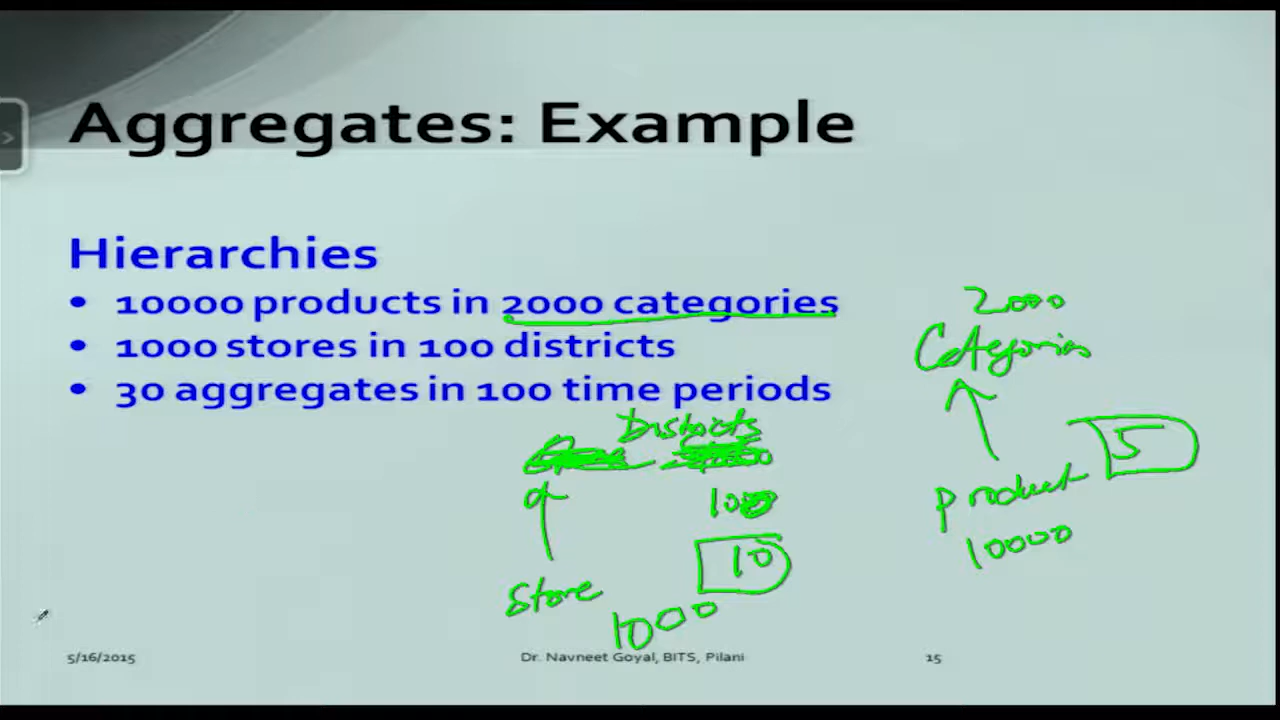 Aggregates: Example
Hierarchies
• 10000 products in 2000 categories
• 1000 stores in 100 districts
• 30 aggregates in 100 time periods
2000
Categories
5
Product
10000
Districts
100
10
Store
1000
5/16/2015
Dr. Navneet Goyal, BITS, Pilani
15